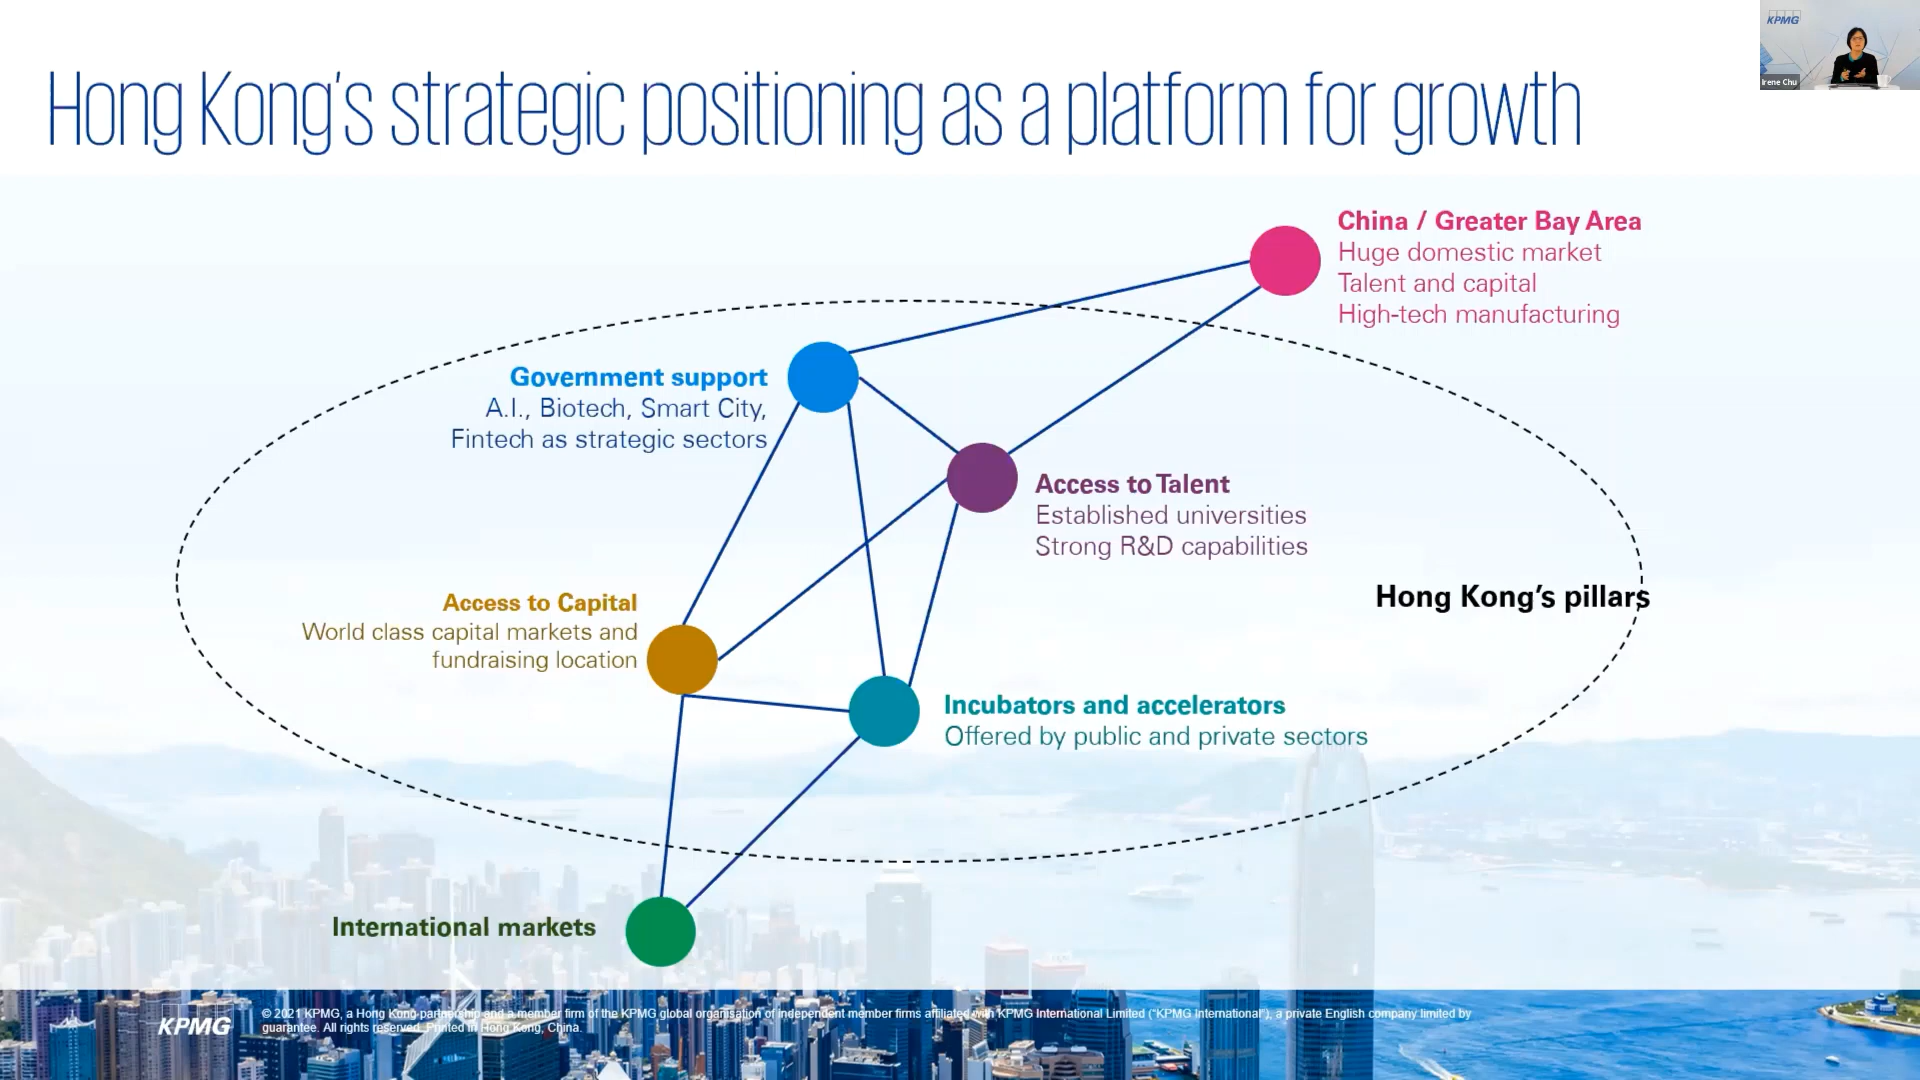 KPMG
Irene Chu
Hong Kong's strategic positioning as a platform for growth
China / Greater Bay Area
Huge domestic market
Talent and capital
High-tech manufacturing
Government support
A.I., Biotech, Smart City,
Fintech as strategic sectors
Access to Talent
Established universities
Strong R&D capabilities
Hong Kong's pillars
Access to Capital
World class capital markets and
fundraising location
Incubators and accelerators
Offered by public and private sectors
International markets
KPMG
© 2021 KPMG, a Hong Kong partnership and a member firm of the KPMG global organisation of independent member firms affiliated with KPMG International Limited ("KPMG International"), a private English company limited by
guarantee. All rights reserved. Printed in Hong Kong, China.